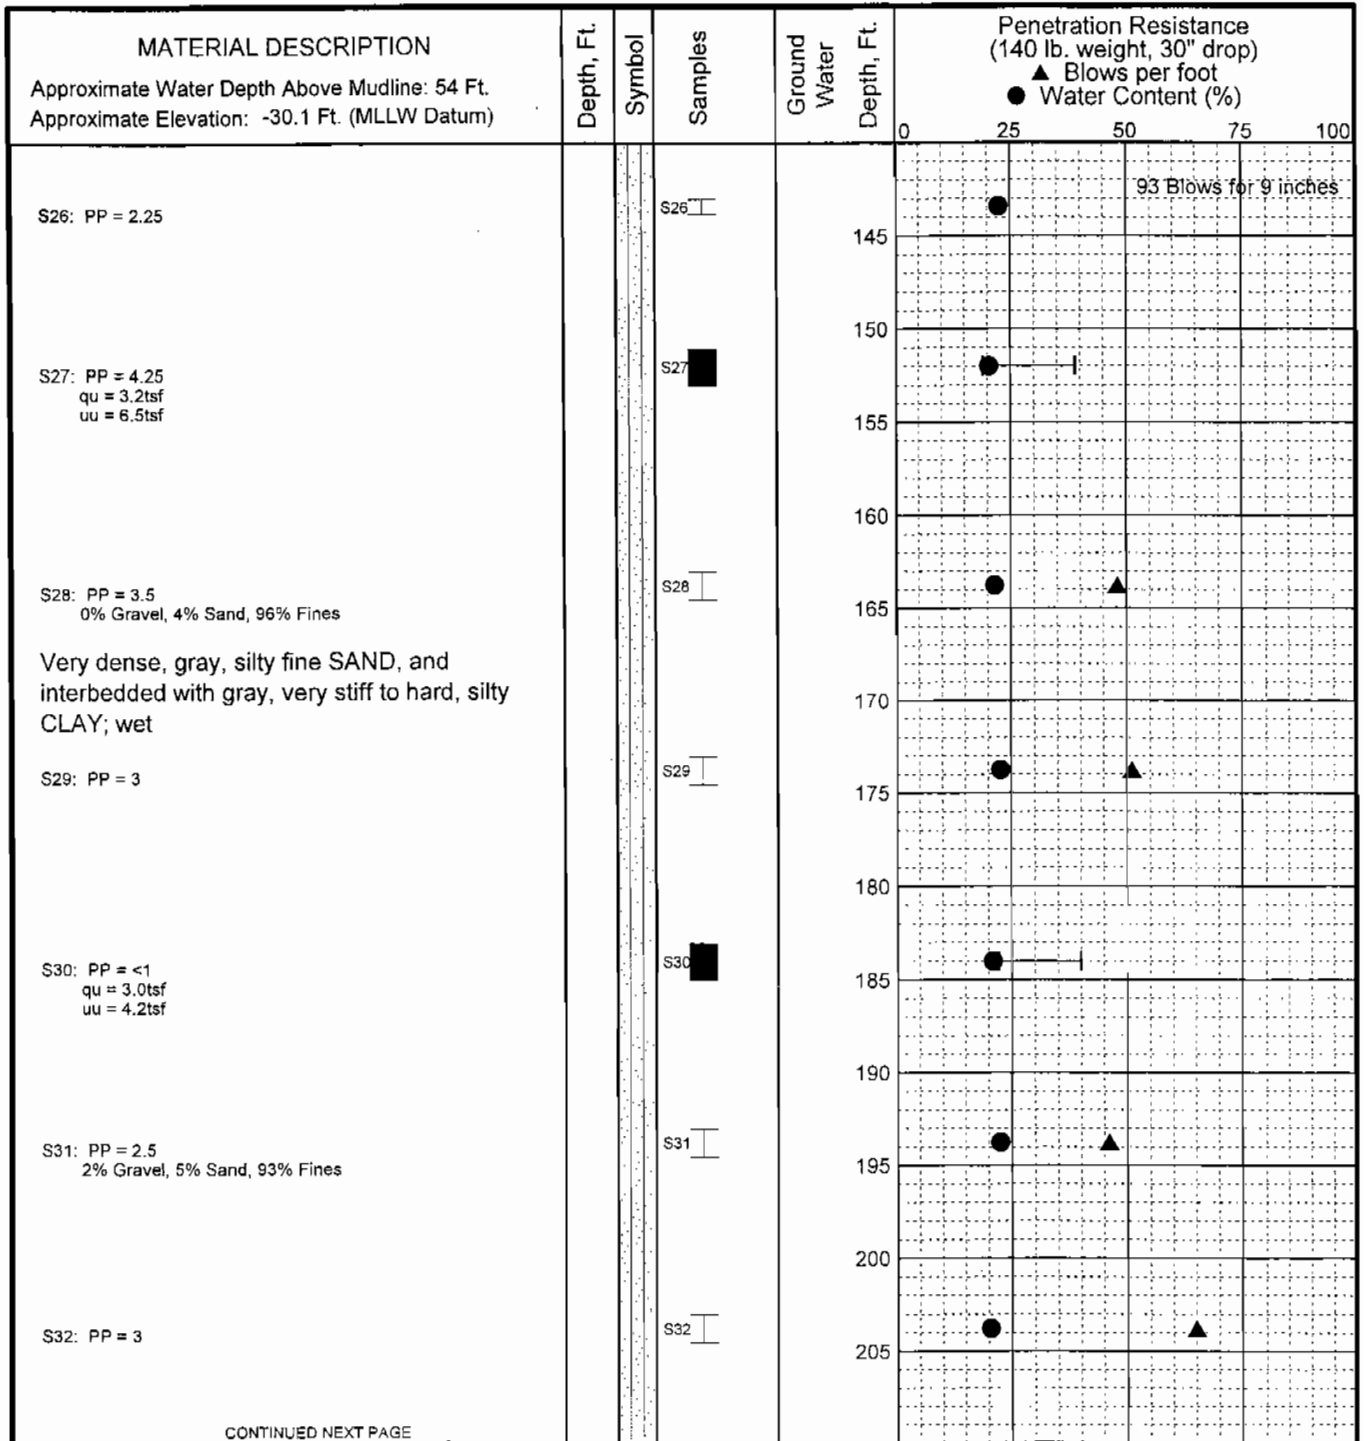 MATERIAL DESCRIPTION
Approximate Water Depth Above Mudline: 54 Ft.
Approximate Elevation: -30.1 Ft. (MLLW Datum)
Depth, Ft.
Symbol
Samples
Ground
Water
Depth, Ft.
Penetration Resistance
(140 lb. weight, 30" drop)
▲ Blows per foot
● Water Content (%)
0 25 50 75 100
93 Blows for 9 inches
S26: PP = 2.25
S26
145
150
S27: PP = 4.25
qu = 3.2tsf
uu = 6.5tsf
S27
155
160
S28: PP = 3.5
0% Gravel, 4% Sand, 96% Fines
S28
165
Very dense, gray, silty fine SAND, and
interbedded with gray, very stiff to hard, silty
CLAY; wet
170
S29: PP = 3
S29
175
180
S30: PP = <1
qu = 3.0tsf
uu = 4.2tsf
S30
185
190
S31: PP = 2.5
2% Gravel, 5% Sand, 93% Fines
S31
195
200
S32: PP = 3
S32
205
CONTINUED NEXT PAGE